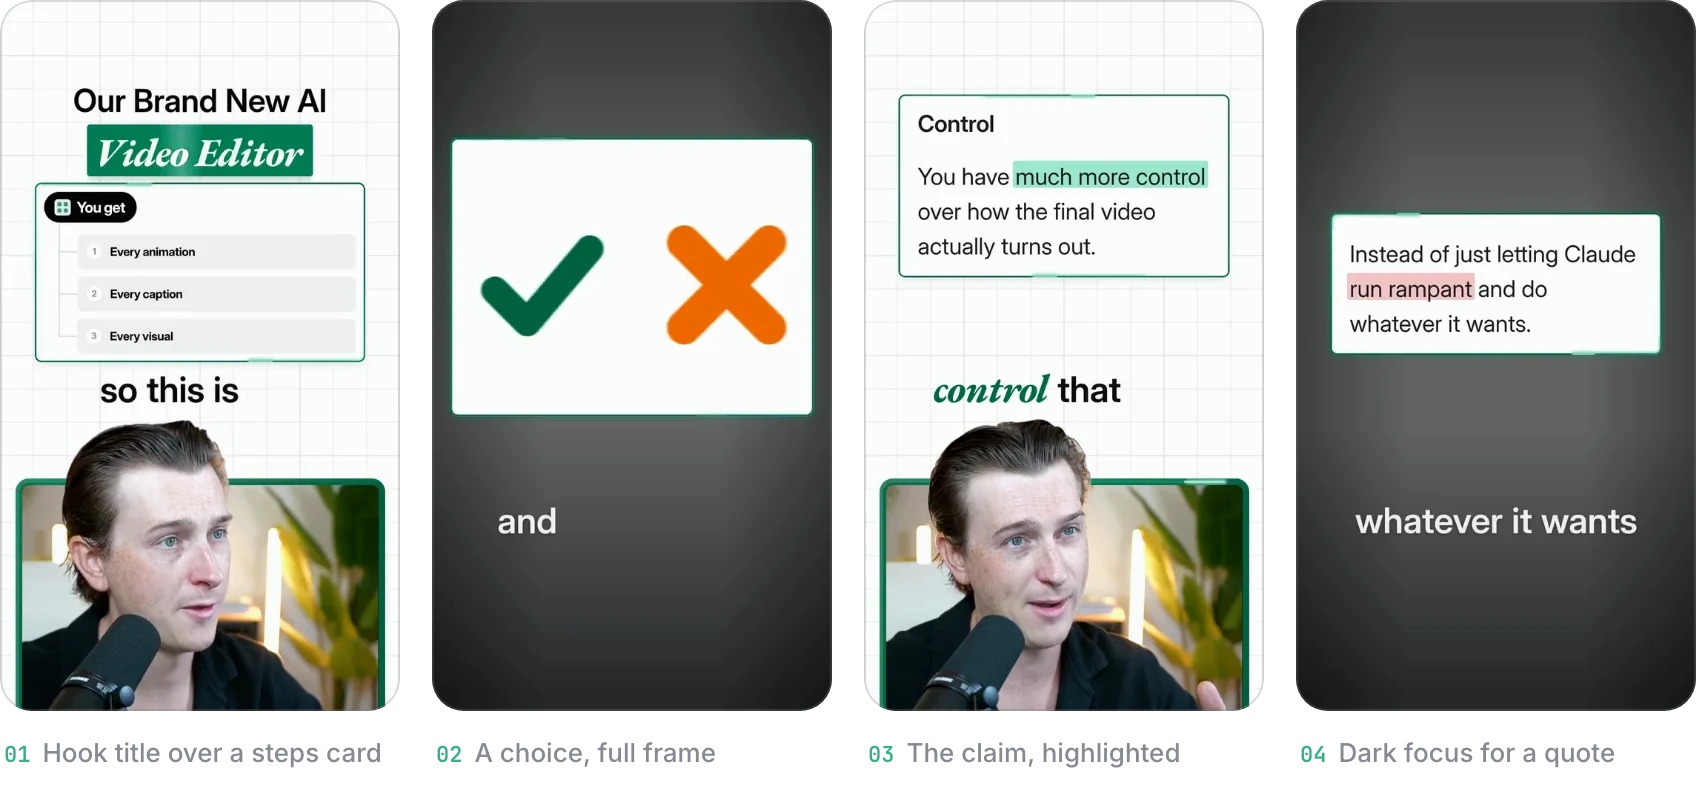 Our Brand New AI
Video Editor
You get
1 Every animation
2 Every caption
3 Every visual
so this is
01 Hook title over a steps card
and
02 A choice, full frame
Control
You have much more control
over how the final video
actually turns out.
control that
03 The claim, highlighted
Instead of just letting Claude
run rampant and do
whatever it wants.
whatever it wants
04 Dark focus for a quote